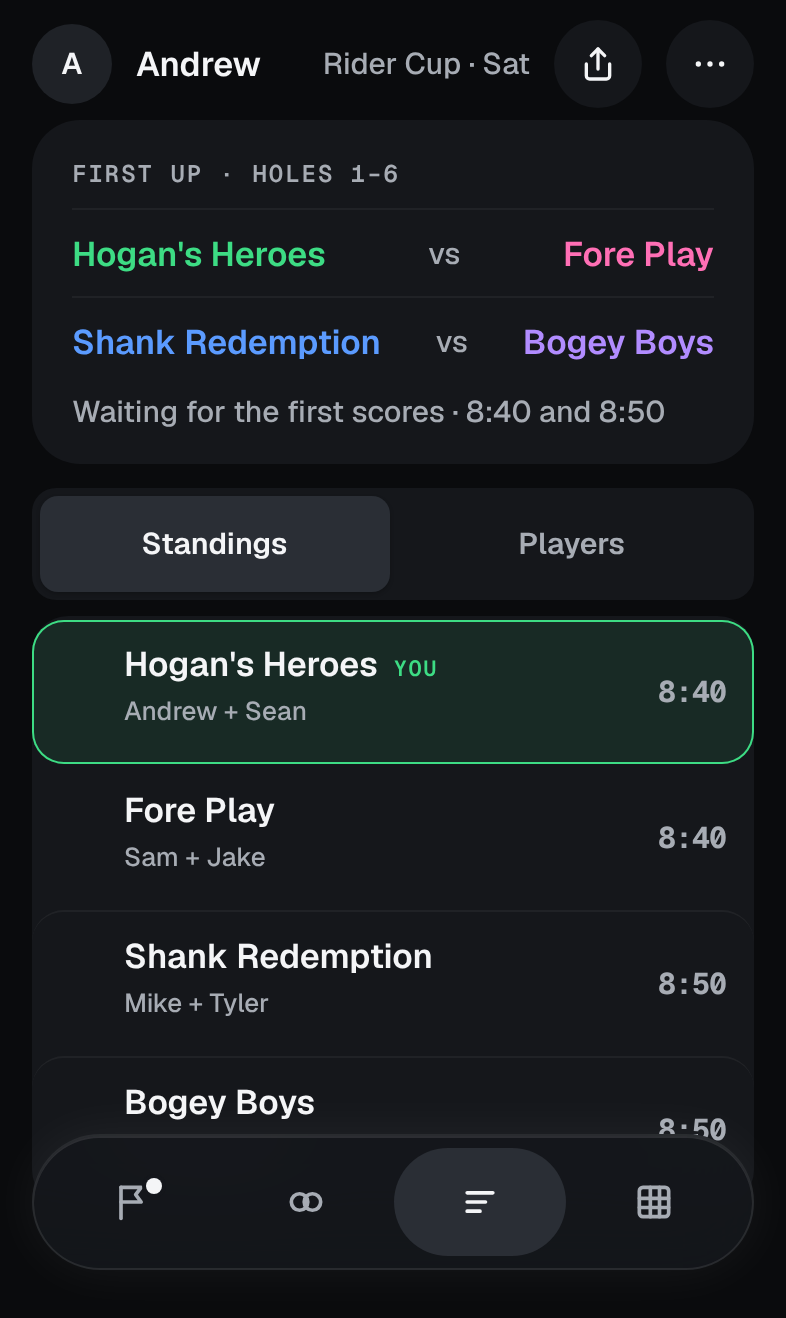 A Andrew Rider Cup · Sat
FIRST UP · HOLES 1–6
Hogan's Heroes vs Fore Play
Shank Redemption vs Bogey Boys
Waiting for the first scores · 8:40 and 8:50
Standings Players
Hogan's Heroes YOU
Andrew + Sean
8:40
Fore Play
Sam + Jake
8:40
Shank Redemption
Mike + Tyler
8:50
Bogey Boys
8:50